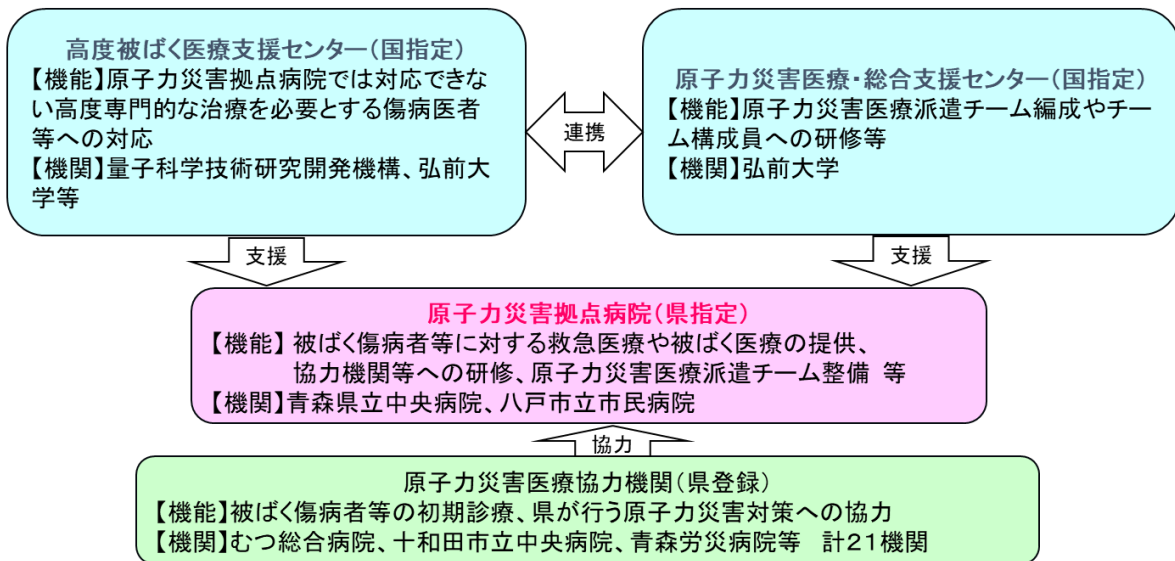 高度被ばく医療支援センター(国指定)
【機能】原子力災害拠点病院では対応できな
い高度専門的な治療を必要とする傷病医者
等への対応
【機関】量子科学技術研究開発機構、弘前大
学等
連携
原子力災害医療・総合支援センター(国指定)
【機能】原子力災害医療派遣チーム編成やチー
ム構成員への研修等
【機関】弘前大学
支援
支援
原子力災害拠点病院(県指定)
【機能】 被ばく傷病者等に対する救急医療や被ばく医療の提供、
協力機関等への研修、原子力災害医療派遣チーム整備 等
【機関】青森県立中央病院、八戸市立市民病院
協力
原子力災害医療協力機関(県登録)
【機能】被ばく傷病者等の初期診療、県が行う原子力災害対策への協力
【機関】むつ総合病院、十和田市立中央病院、青森労災病院等 計21機関